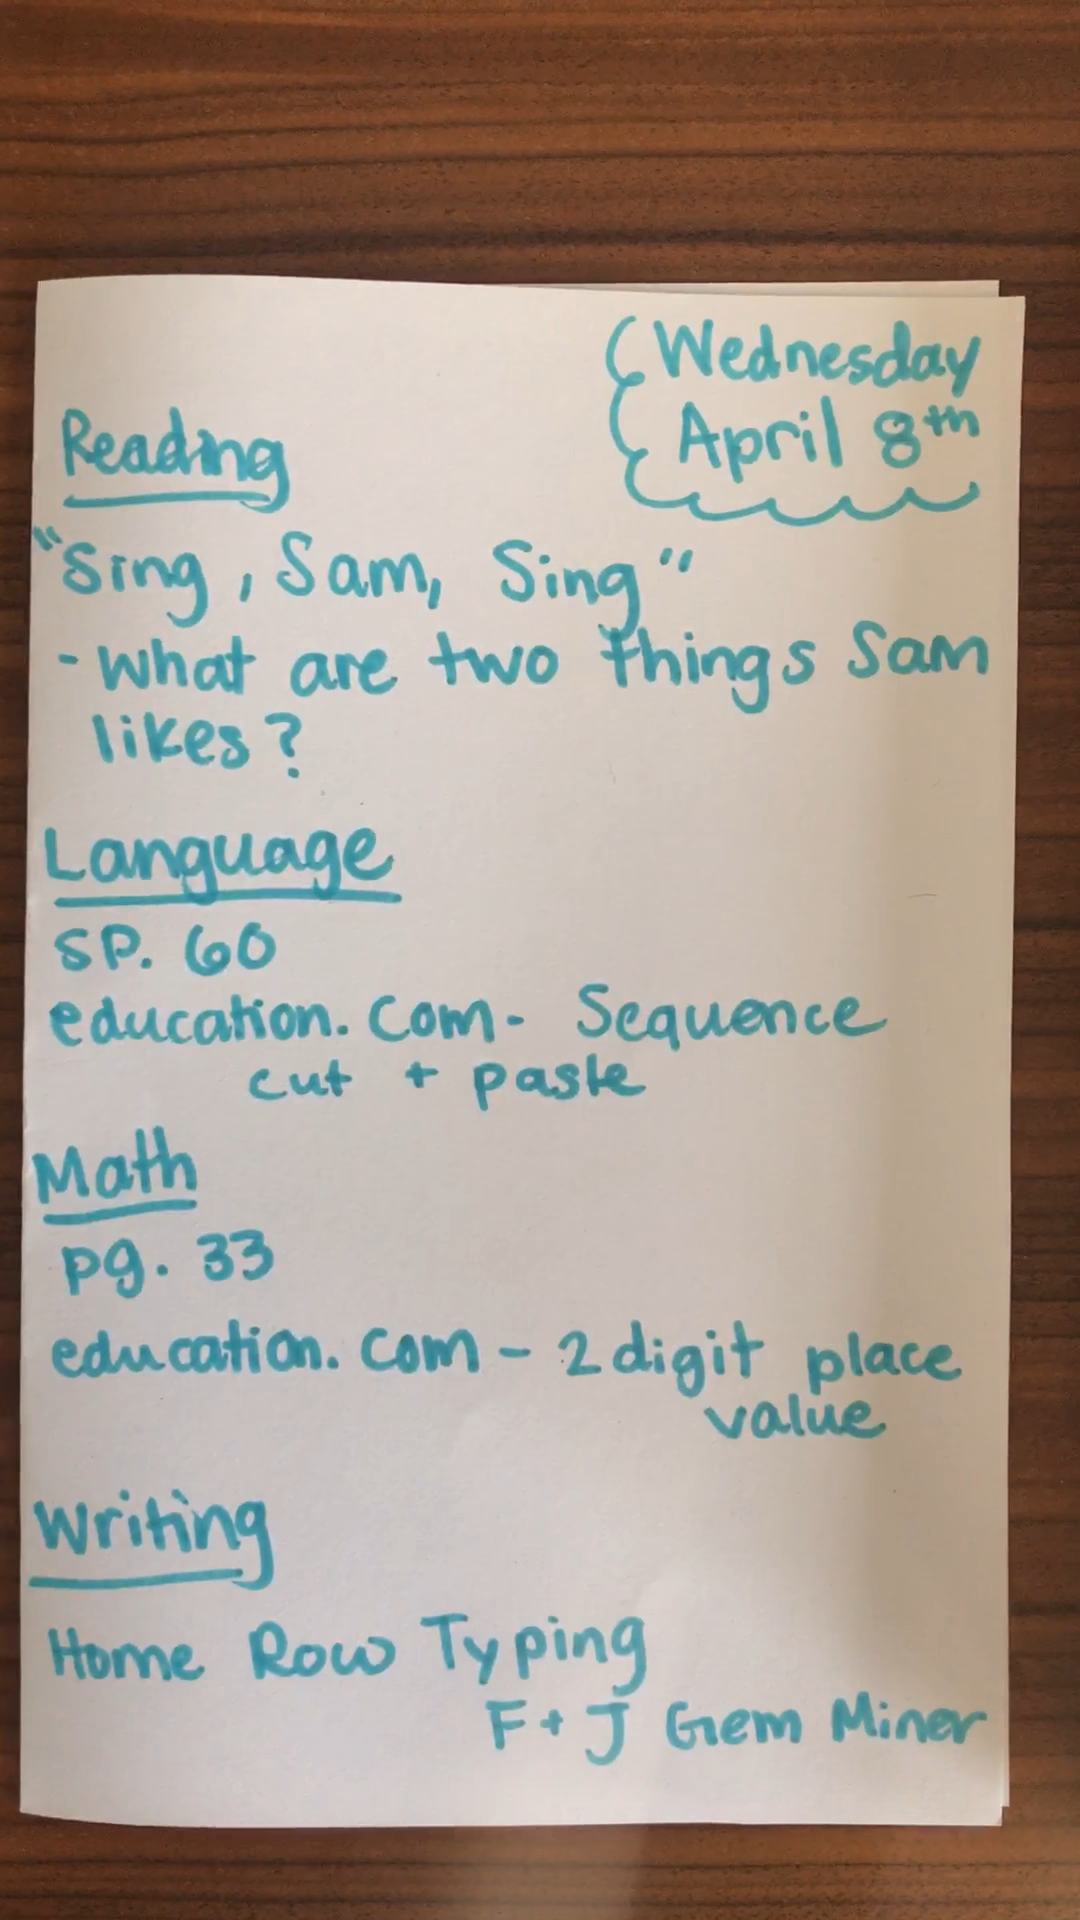 Wednesday
April 8th
Reading
"Sing, Sam, Sing"
- What are two things Sam
likes?
Language
SP. 60
education.com - Sequence
cut + paste
Math
pg. 33
education.com - 2 digit place
value
Writing
Home Row Typing
F + J Gem Miner